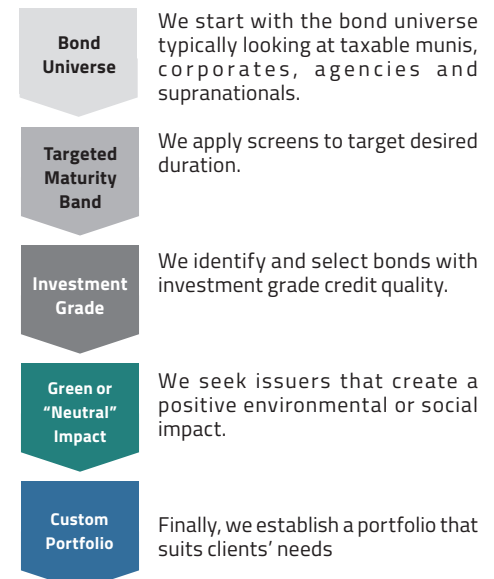 Bond
Universe
We start with the bond universe
typically looking at taxable munis,
corporates, agencies and
supranationals.
Targeted
Maturity
Band
We apply screens to target desired
duration.
Investment
Grade
We identify and select bonds with
investment grade credit quality.
Green or
“Neutral”
Impact
We seek issuers that create a
positive environmental or social
impact.
Custom
Portfolio
Finally, we establish a portfolio that
suits clients’ needs